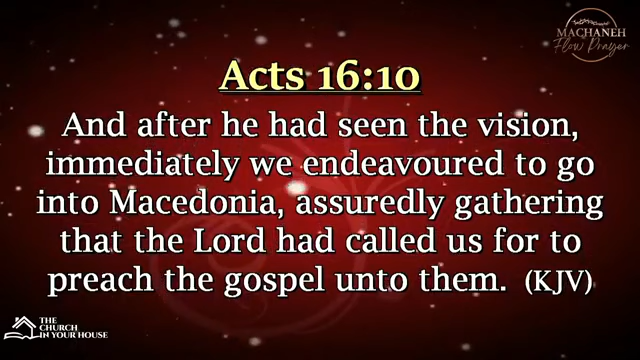 MACHANEH
Flow Prayer
Acts 16:10
And after he had seen the vision,
immediately we endeavoured to go
into Macedonia, assuredly gathering
that the Lord had called us for to
preach the gospel unto them. (KJV)
THE
CHURCH
IN YOUR HOUSE